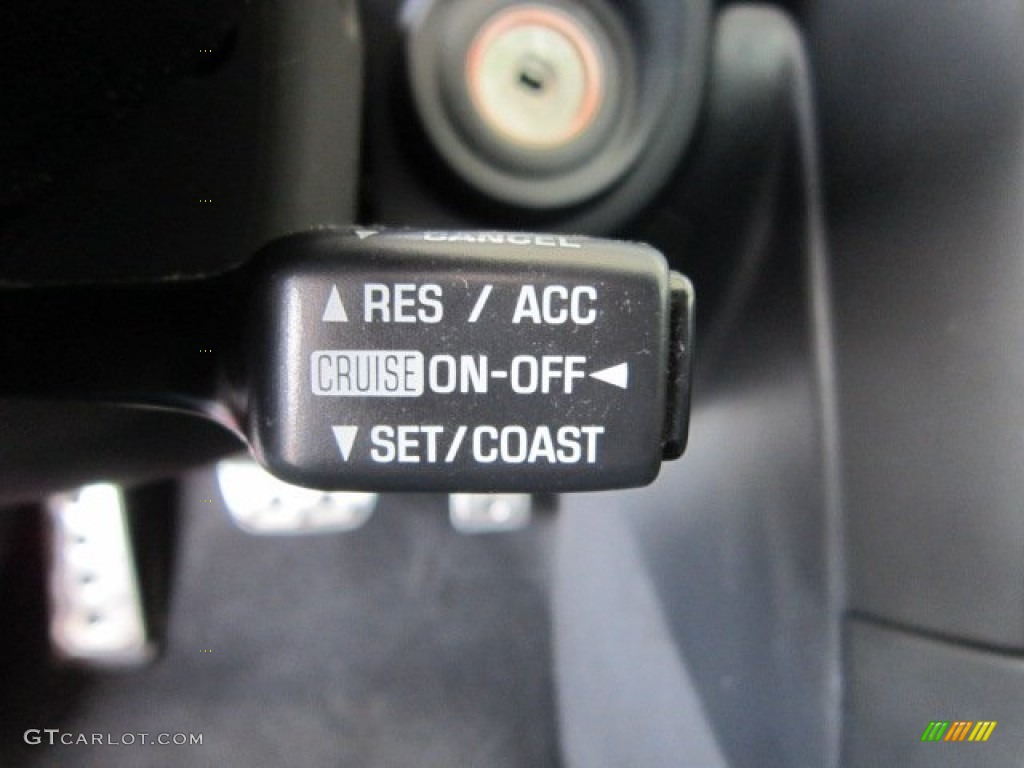 CANCEL
RES / ACC
CRUISE ON-OFF
SET/COAST
GTCARLOT.COM